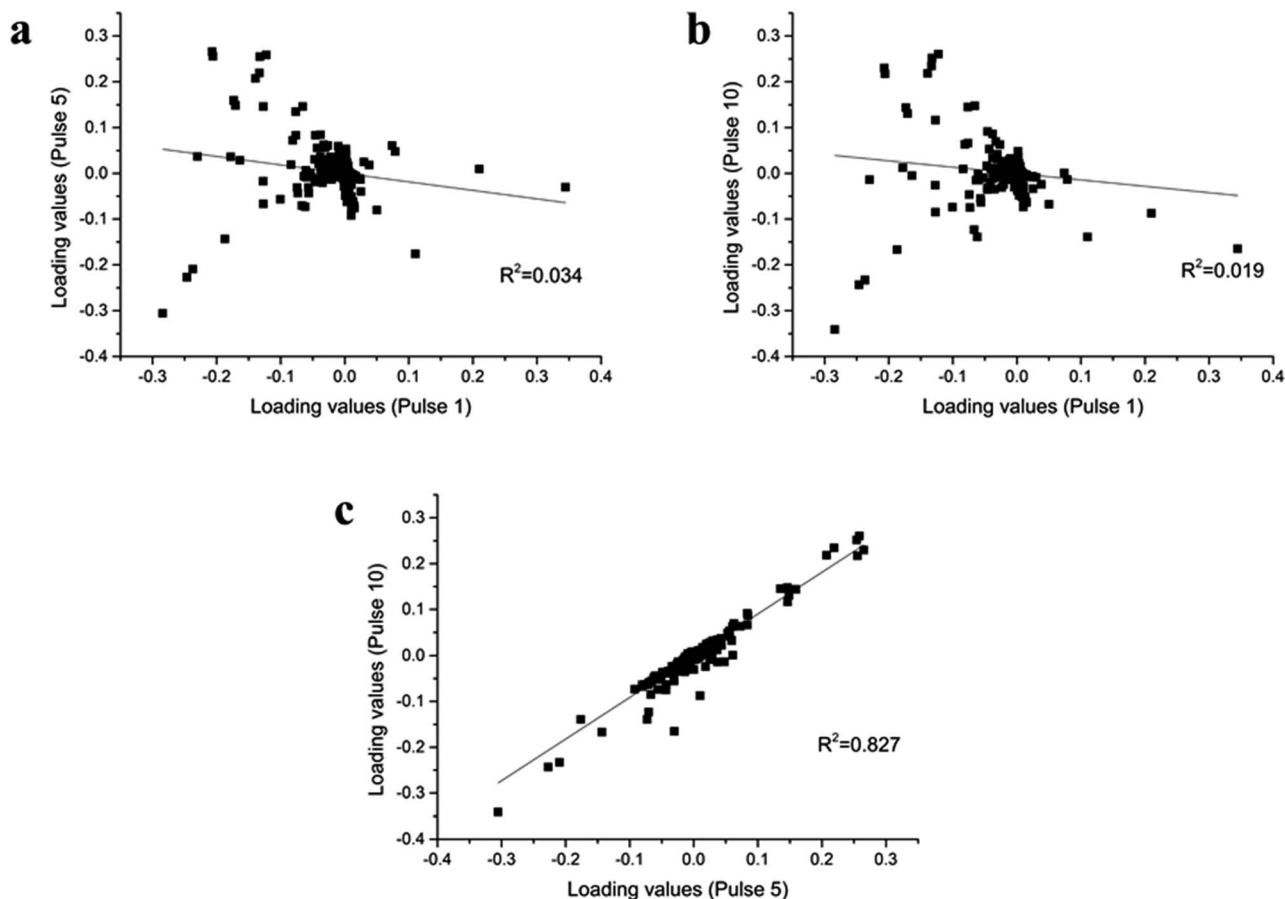 a
Loading values (Pulse 5)
0.3
0.2
0.1
0.0
-0.1
-0.2
-0.3
-0.4
R²=0.034
-0.3 -0.2 -0.1 0.0 0.1 0.2 0.3 0.4
Loading values (Pulse 1)
b
Loading values (Pulse 10)
0.3
0.2
0.1
0.0
-0.1
-0.2
-0.3
-0.4
R²=0.019
-0.3 -0.2 -0.1 0.0 0.1 0.2 0.3 0.4
Loading values (Pulse 1)
c
Loading values (Pulse 10)
0.3
0.2
0.1
0.0
-0.1
-0.2
-0.3
-0.4
R²=0.827
-0.4 -0.3 -0.2 -0.1 0.0 0.1 0.2 0.3
Loading values (Pulse 5)